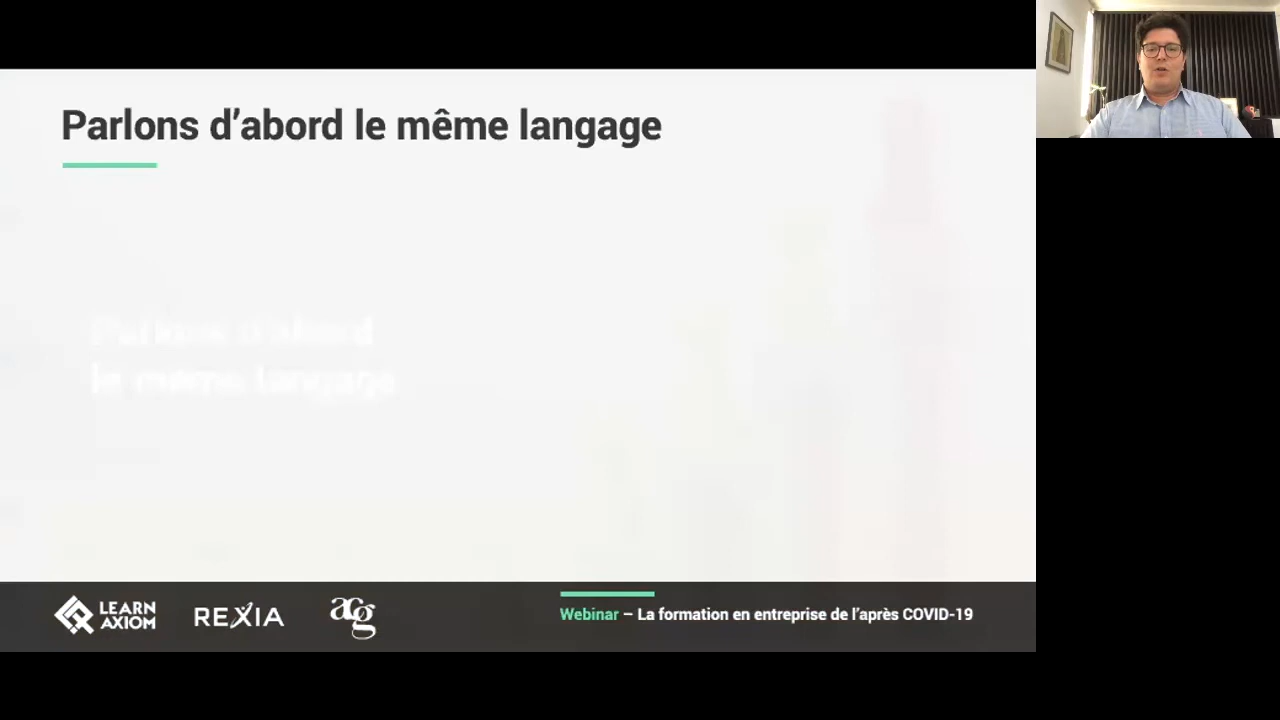 Parlons d’abord le même langage
Parlons d’abord
le même langage
LEARN
AXIOM
REXIA
acg
Webinar – La formation en entreprise de l’après COVID-19